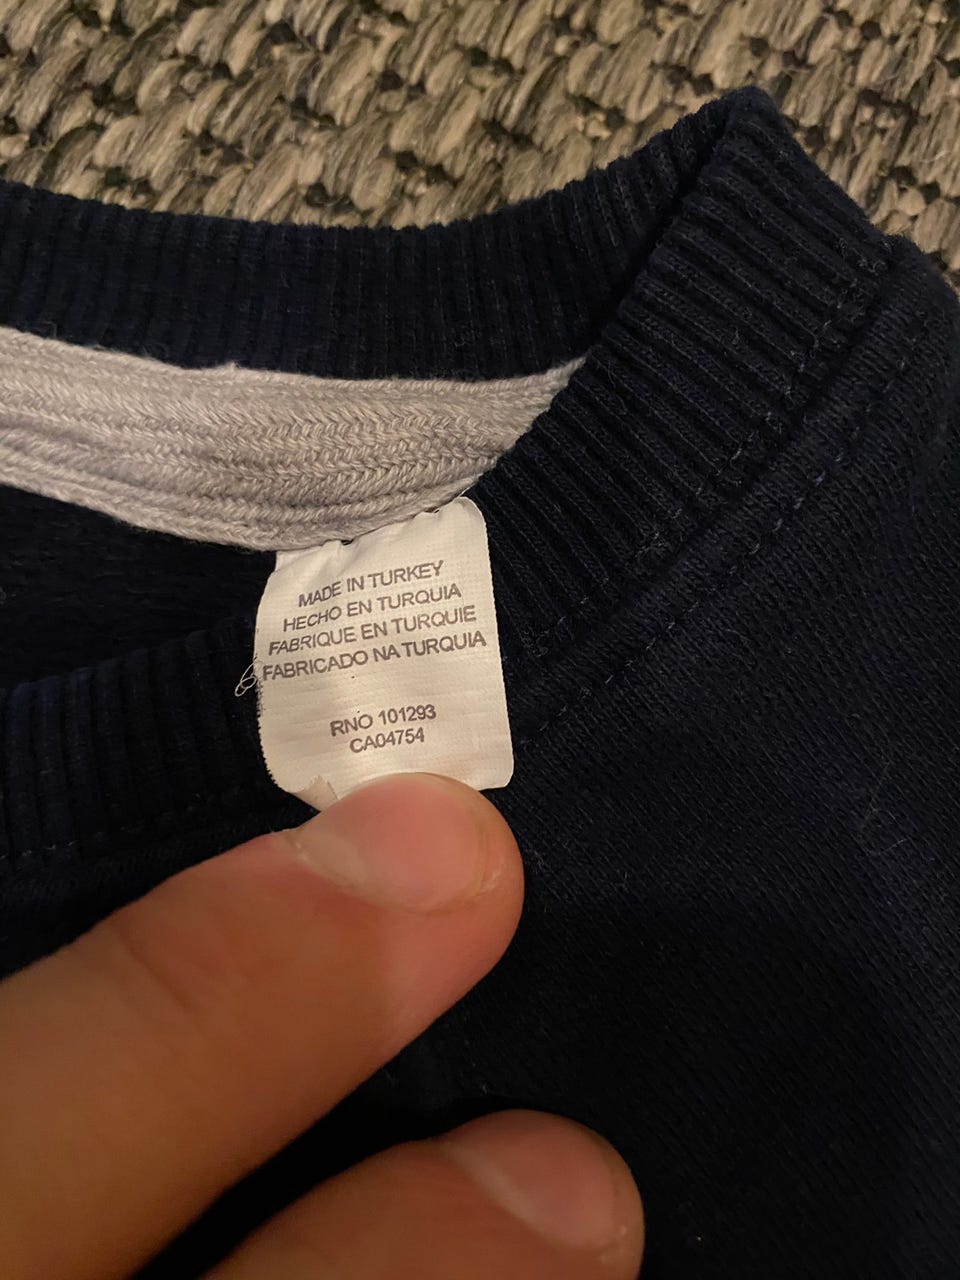 MADE IN TURKEY
HECHO EN TURQUIA
FABRIQUE EN TURQUIE
FABRICADO NA TURQUIA
RNO 101293
CA04754